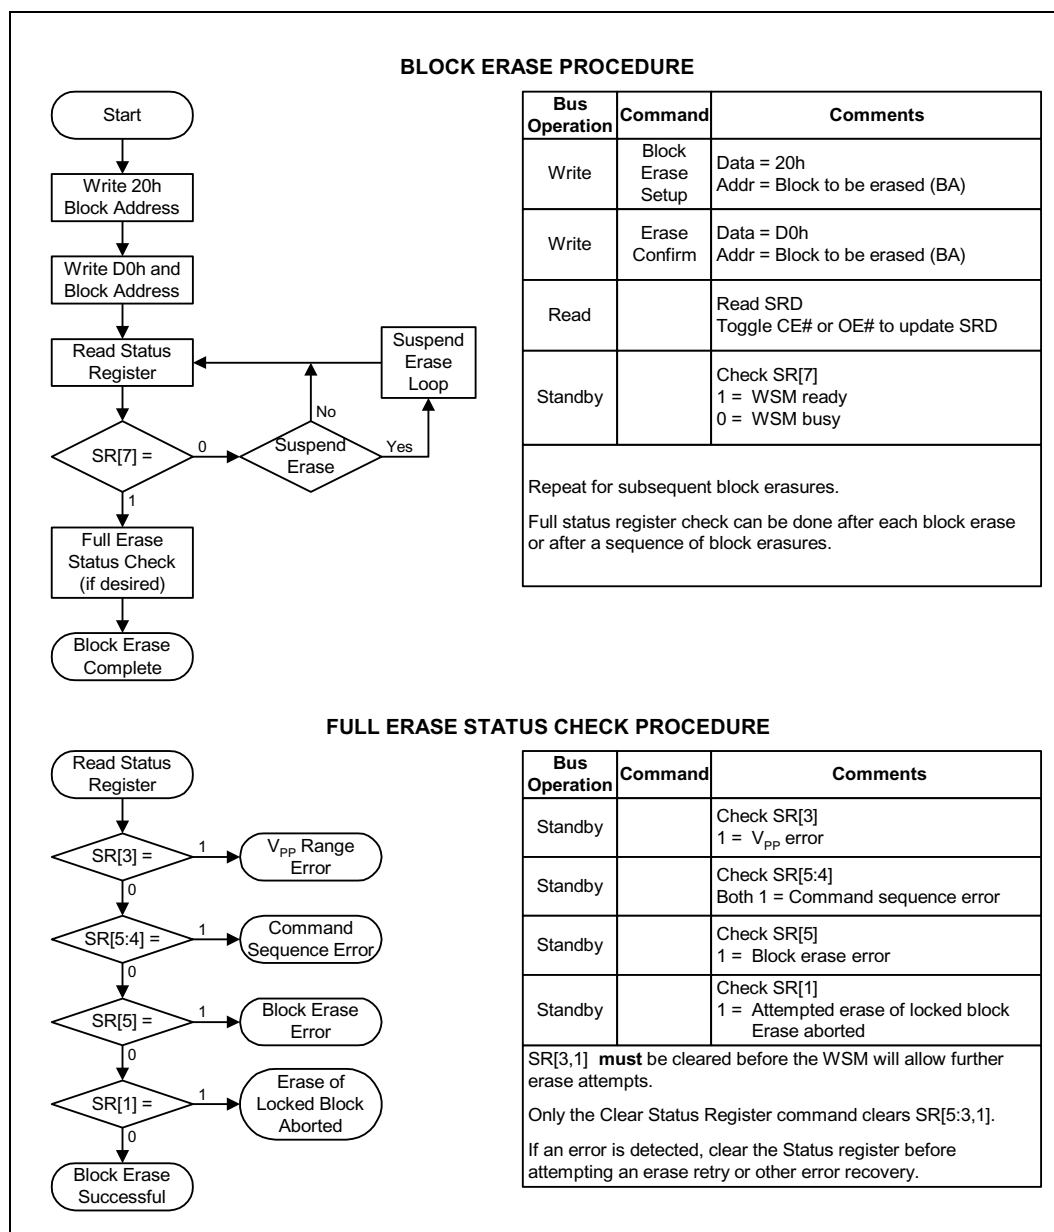 BLOCK ERASE PROCEDURE
Start
Write 20h
Block Address
Write D0h and
Block Address
Read Status
Register
Suspend
Erase
Loop
No
SR[7] =
0
Suspend
Erase
Yes
1
Full Erase
Status Check
(if desired)
Block Erase
Complete
Bus
Operation
Command
Comments
Write
Block
Erase
Setup
Data = 20h
Addr = Block to be erased (BA)
Write
Erase
Confirm
Data = D0h
Addr = Block to be erased (BA)
Read
Read SRD
Toggle CE# or OE# to update SRD
Standby
Check SR[7]
1 = WSM ready
0 = WSM busy
Repeat for subsequent block erasures.
Full status register check can be done after each block erase
or after a sequence of block erasures.
FULL ERASE STATUS CHECK PROCEDURE
Read Status
Register
SR[3] =
1
V_PP Range
Error
0
SR[5:4] =
1
Command
Sequence Error
0
SR[5] =
1
Block Erase
Error
0
SR[1] =
1
Erase of
Locked Block
Aborted
0
Block Erase
Successful
Bus
Operation
Command
Comments
Standby
Check SR[3]
1 = V_PP error
Standby
Check SR[5:4]
Both 1 = Command sequence error
Standby
Check SR[5]
1 = Block erase error
Standby
Check SR[1]
1 = Attempted erase of locked block
Erase aborted
SR[3,1] must be cleared before the WSM will allow further
erase attempts.
Only the Clear Status Register command clears SR[5:3,1].
If an error is detected, clear the Status register before
attempting an erase retry or other error recovery.